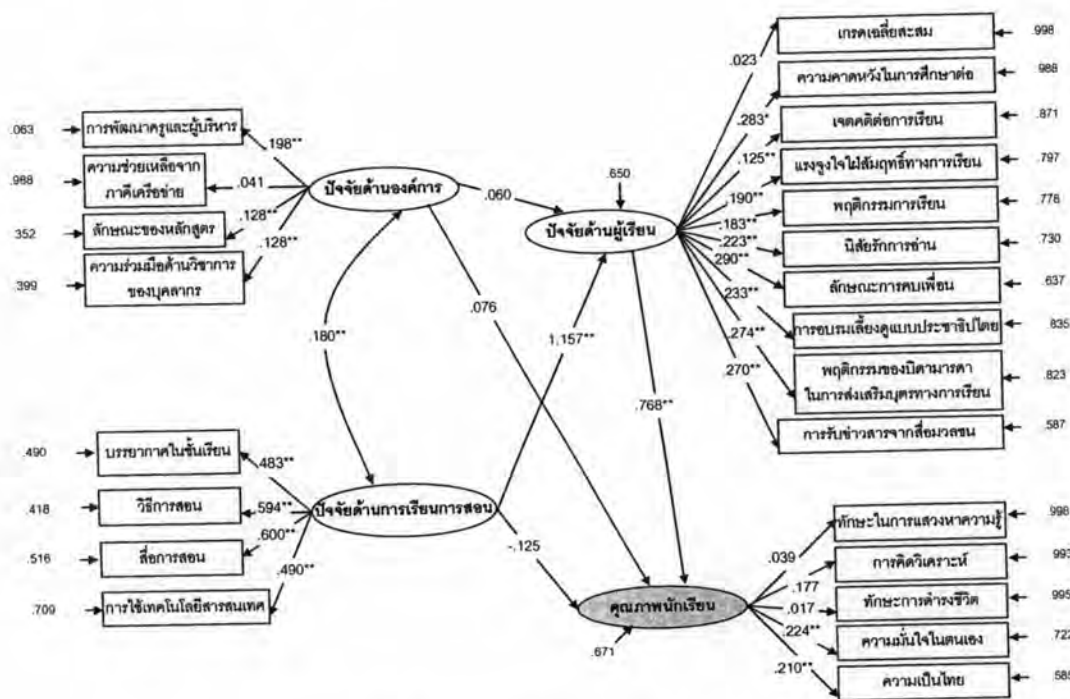 เกรดเฉลี่ยสะสม
.998
.023
ความคาดหวังในการศึกษาต่อ
.988
.283*
เจตคติต่อการเรียน
.871
.125**
แรงจูงใจใฝ่สัมฤทธิ์ทางการเรียน
.797
.190**
พฤติกรรมการเรียน
.778
.183**
นิสัยรักการอ่าน
.730
.223**
ลักษณะการคบเพื่อน
.637
.290**
การอบรมเลี้ยงดูแบบประชาธิปไตย
835
.233**
พฤติกรรมของบิดามารดา
ในการส่งเสริมบุตรทางการเรียน
.823
.274**
การรับข่าวสารจากสื่อมวลชน
.587
.270**
.063
การพัฒนาครูและผู้บริหาร
.198**
.988
ความช่วยเหลือจาก
ภาคีเครือข่าย
.041
352
ลักษณะของหลักสูตร
.128**
.399
ความร่วมมือด้านวิชาการ
ของบุคลากร
.128**
ปัจจัยด้านองค์การ
.060
.650
ปัจจัยด้านผู้เรียน
.180**
.076
1.157**
.768**
.490
บรรยากาศในชั้นเรียน
.483**
.418
วิธีการสอน
.594**
.516
สื่อการสอน
.600**
.709
การใช้เทคโนโลยีสารสนเทศ
.490**
ปัจจัยด้านการเรียนการสอน
-.125
คุณภาพนักเรียน
.671
ทักษะในการแสวงหาความรู้
.998
.039
การคิดวิเคราะห์
993
.177
ทักษะการดำรงชีวิต
995
.017
ความมั่นใจในตนเอง
.722
.224**
ความเป็นไทย
.585
.210**